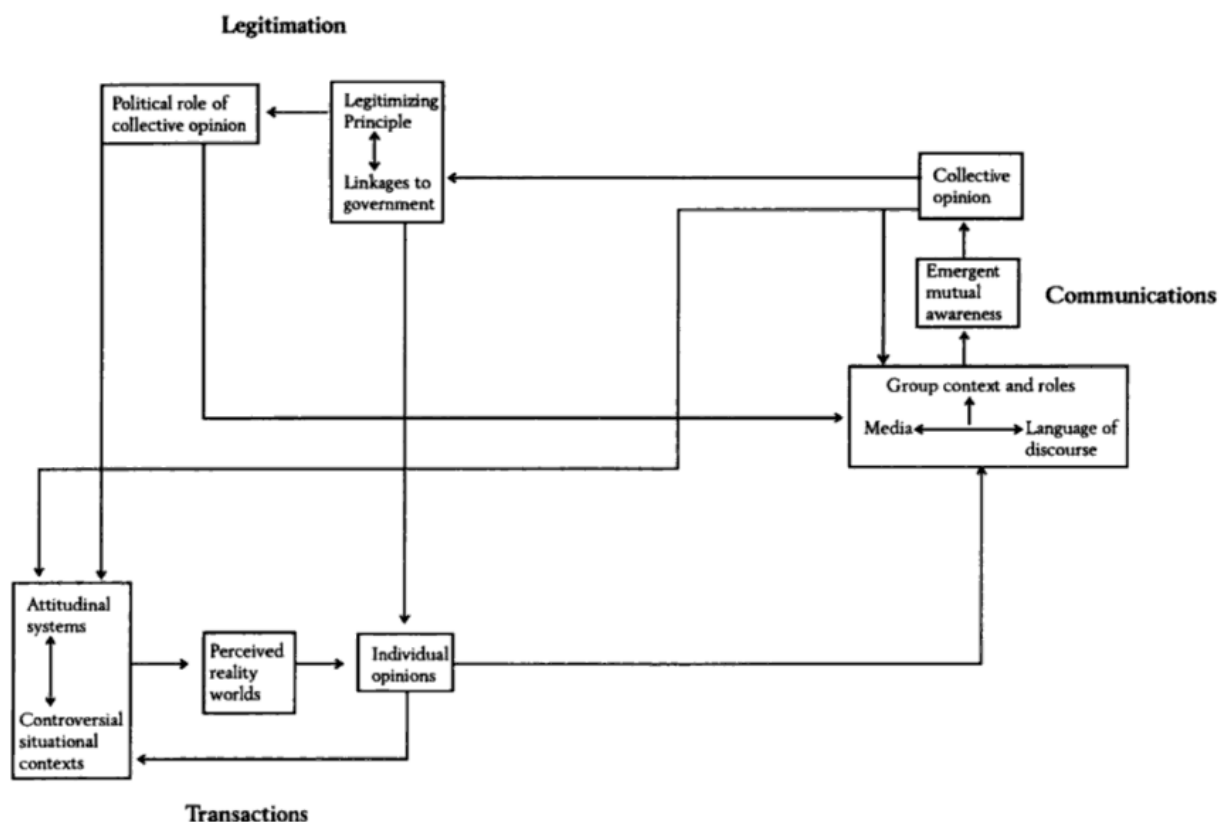 Legitimation
Political role of
collective opinion
Legitimizing
Principle
Linkages to
government
Collective
opinion
Emergent
mutual
awareness
Communications
Group context and roles
Media
Language of
discourse
Attitudinal
systems
Controversial
situational
contexts
Perceived
reality
worlds
Individual
opinions
Transactions